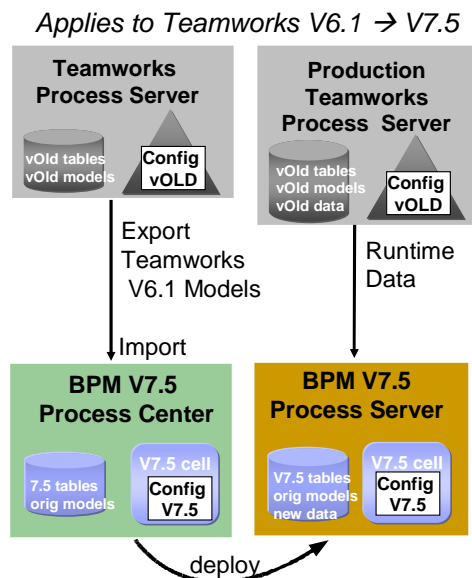 Applies to Teamworks V6.1 → V7.5
Teamworks
Process Server
vOld tables
vOld models
Config
vOLD
Production
Teamworks
Process Server
vOld tables
vOld models
vOld data
Config
vOLD
Export
Teamworks
V6.1 Models
Import
Runtime
Data
BPM V7.5
Process Center
7.5 tables
orig models
V7.5 cell
Config
V7.5
BPM V7.5
Process Server
V7.5 tables
orig models
new data
V7.5 cell
Config
V7.5
deploy